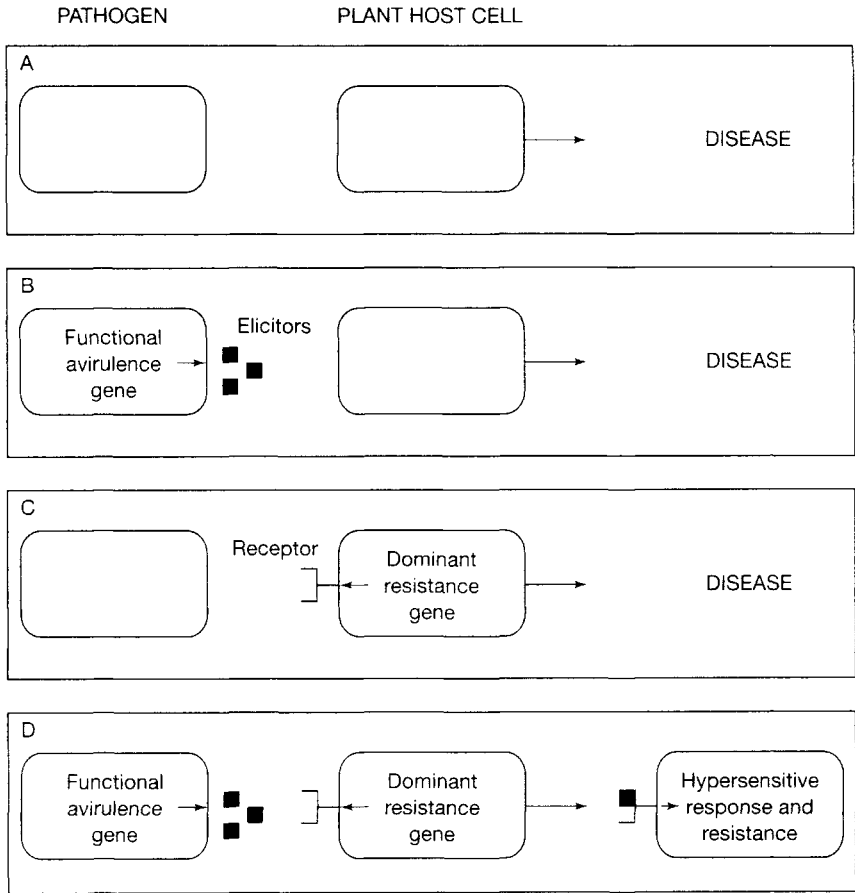 PATHOGEN PLANT HOST CELL
A
DISEASE
B
Functional
avirulence
gene
Elicitors
DISEASE
C
Receptor
Dominant
resistance
gene
DISEASE
D
Functional
avirulence
gene
Dominant
resistance
gene
Hypersensitive
response and
resistance